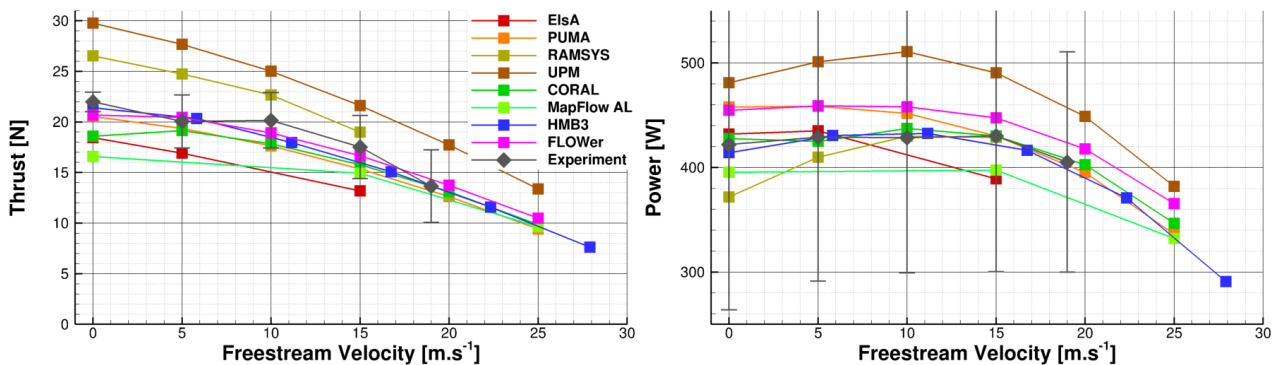 30
25
20
15
10
5
0
Thrust [N]
0 5 10 15 20 25 30
Freestream Velocity [m.s-1]
ElsA
PUMA
RAMSYS
UPM
CORAL
MapFlow AL
HMB3
FLOWer
Experiment
500
400
300
Power [W]
0 5 10 15 20 25 30
Freestream Velocity [m.s-1]